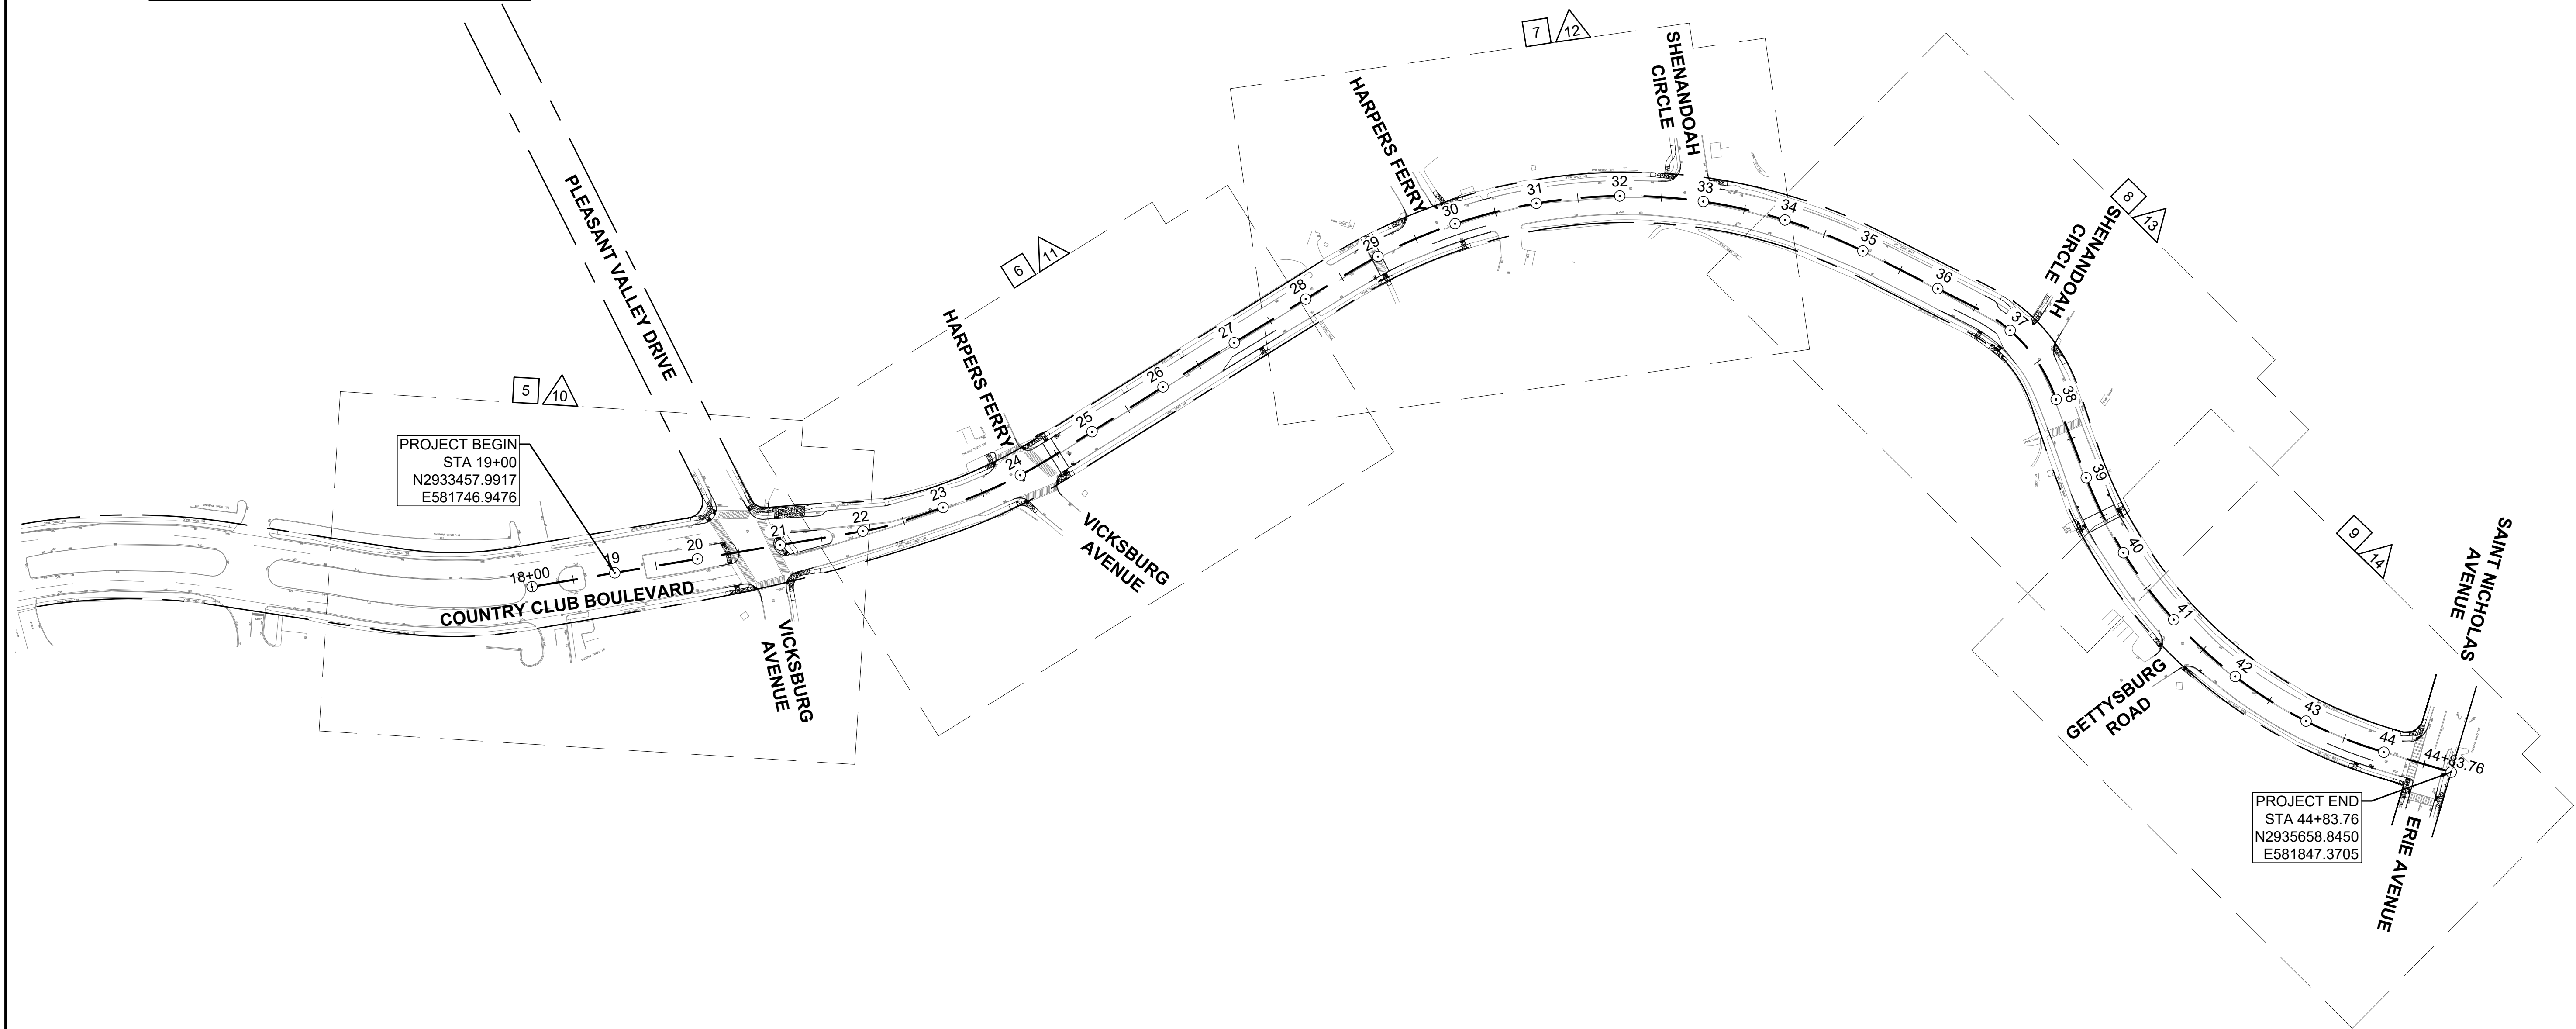 7
12
SHENANDOAH
CIRCLE
HARPERS FERRY
PLEASANT VALLEY DRIVE
8
13
SHENANDOAH
CIRCLE
6
11
HARPERS FERRY
5
10
PROJECT BEGIN
STA 19+00
N2933457.9917
E581746.9476
18+00
19
20
21
22
23
24
25
26
27
28
29
30
31
32
33
34
35
36
37
38
39
40
41
42
43
44
44+83.76
COUNTRY CLUB BOULEVARD
VICKSBURG
AVENUE
VICKSBURG
AVENUE
9
14
SAINT NICHOLAS
AVENUE
GETTYSBURG
ROAD
PROJECT END
STA 44+83.76
N2935658.8450
E581847.3705
ERIE AVENUE